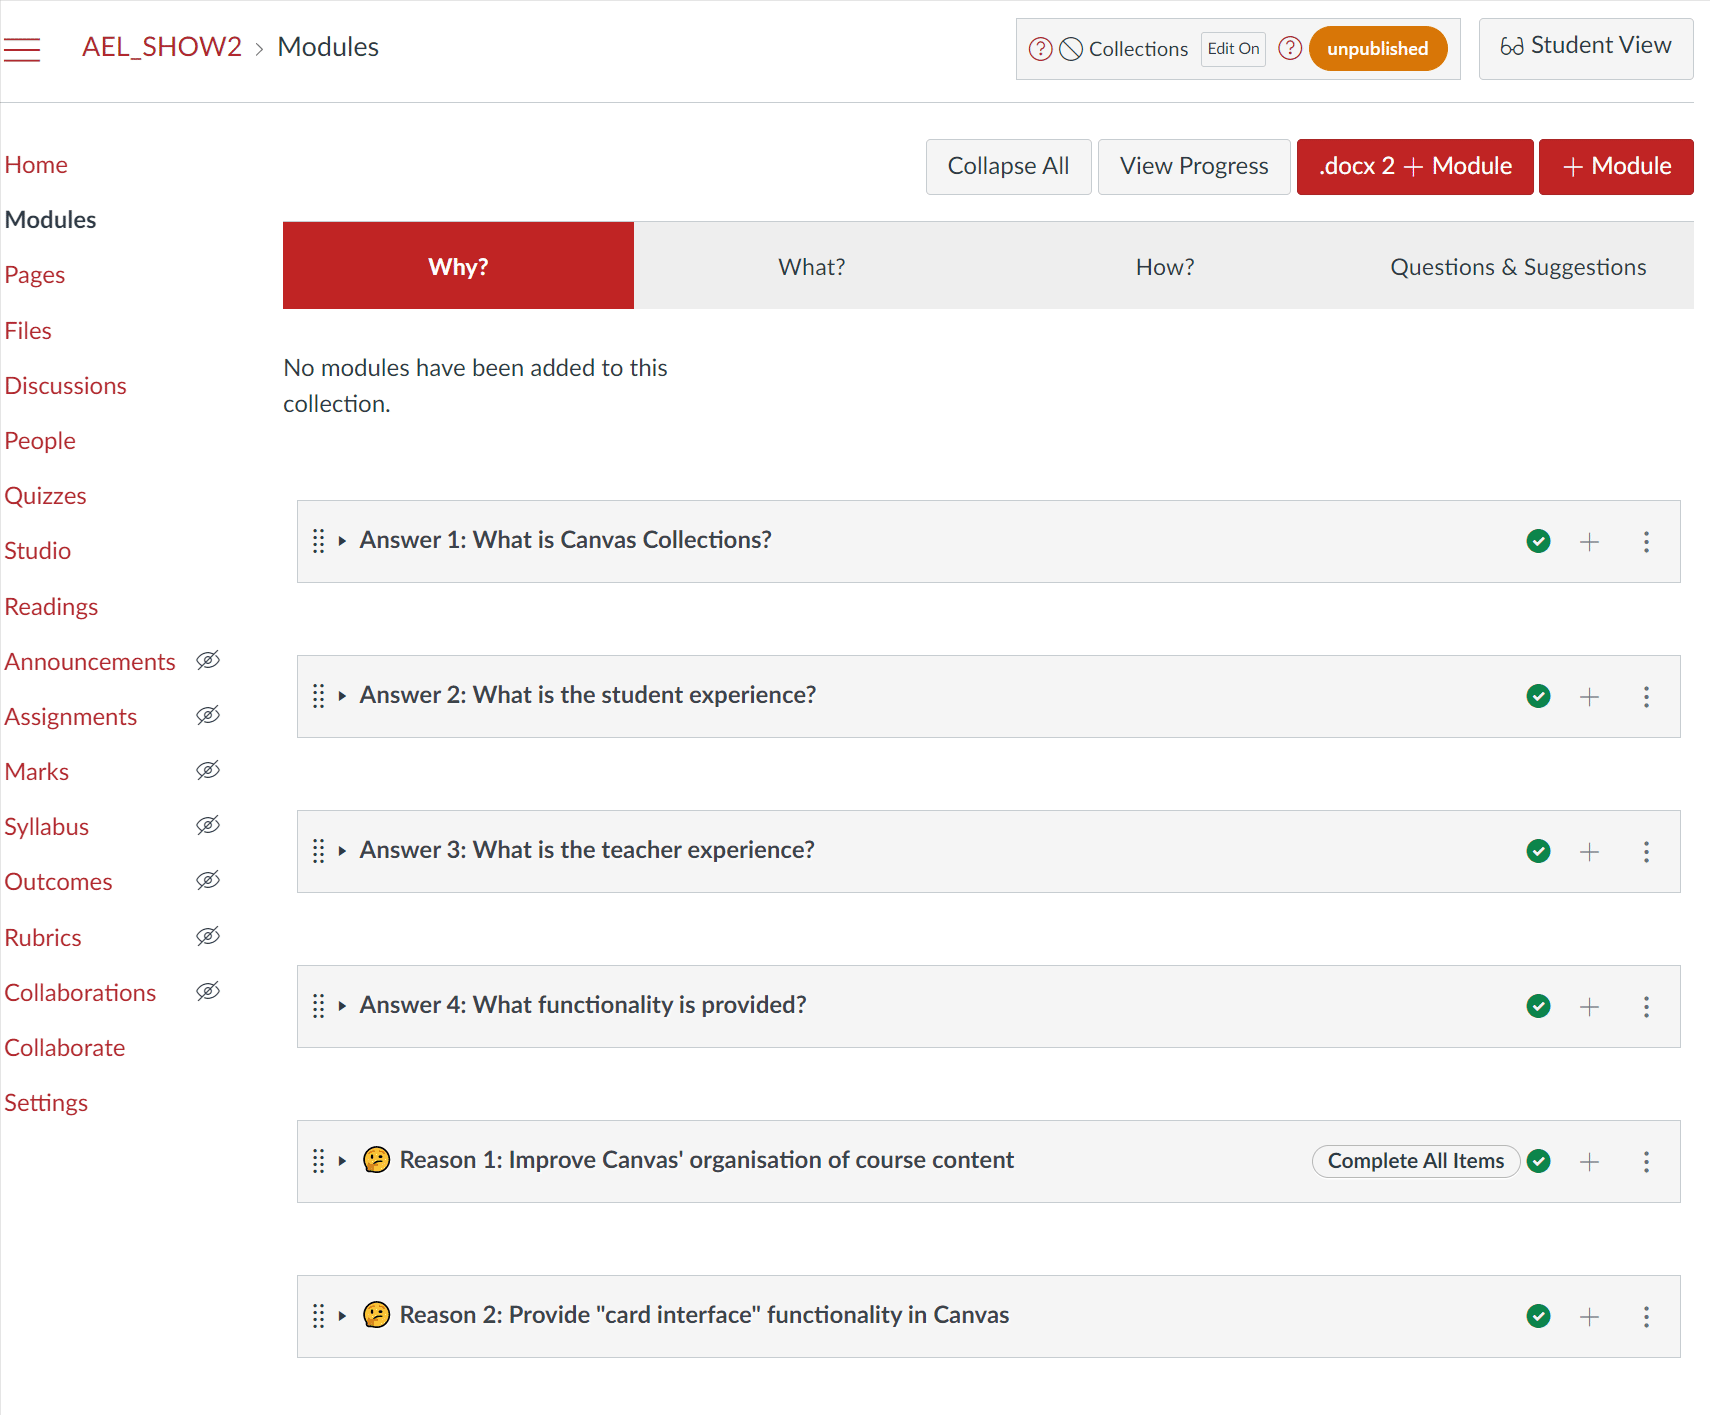 AEL_SHOW2 > Modules
Collections Edit On unpublished Student View
Collapse All View Progress .docx 2 + Module + Module
Home
Modules
Pages
Files
Discussions
People
Quizzes
Studio
Readings
Announcements
Assignments
Marks
Syllabus
Outcomes
Rubrics
Collaborations
Collaborate
Settings
Why? What? How? Questions & Suggestions
No modules have been added to this
collection.
Answer 1: What is Canvas Collections?
Answer 2: What is the student experience?
Answer 3: What is the teacher experience?
Answer 4: What functionality is provided?
🤔 Reason 1: Improve Canvas' organisation of course content Complete All Items
🤔 Reason 2: Provide "card interface" functionality in Canvas